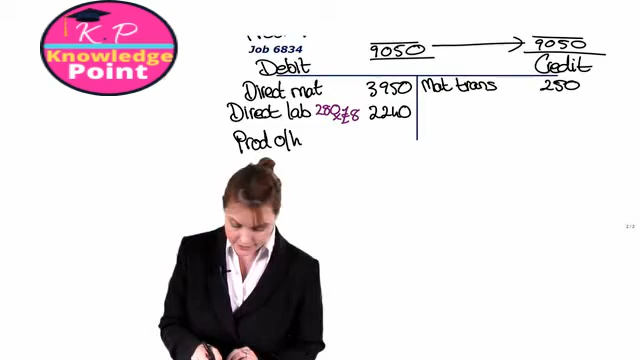 K.P
Knowledge
Point
Job 6834
9050
9050
Debit
Credit
Direct mat 3950 Mat trans 250
Direct lab 280x£8 2240
Prod o/h